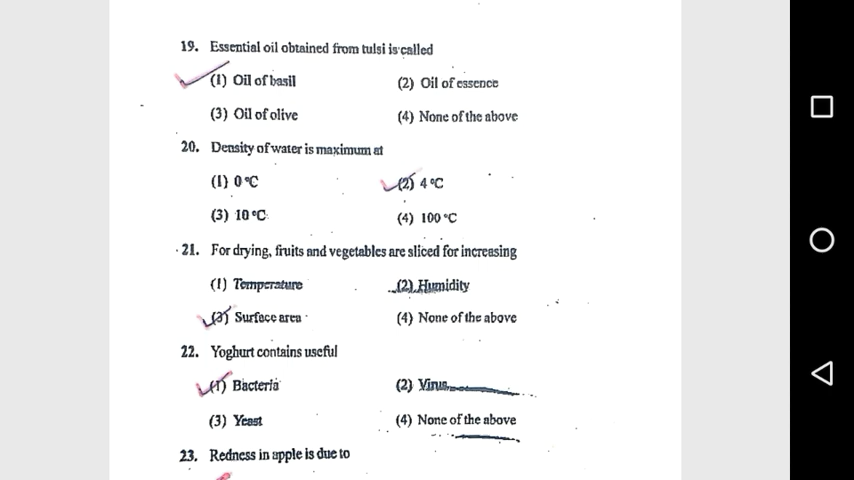 19. Essential oil obtained from tulsi is called
(1) Oil of basil (2) Oil of essence
(3) Oil of olive (4) None of the above
20. Density of water is maximum at
(1) 0 °C (2) 4 °C
(3) 10 °C (4) 100 °C
21. For drying, fruits and vegetables are sliced for increasing
(1) Temperature (2) Humidity
(3) Surface area (4) None of the above
22. Yoghurt contains useful
(1) Bacteria (2) Virus
(3) Yeast (4) None of the above
23. Redness in apple is due to